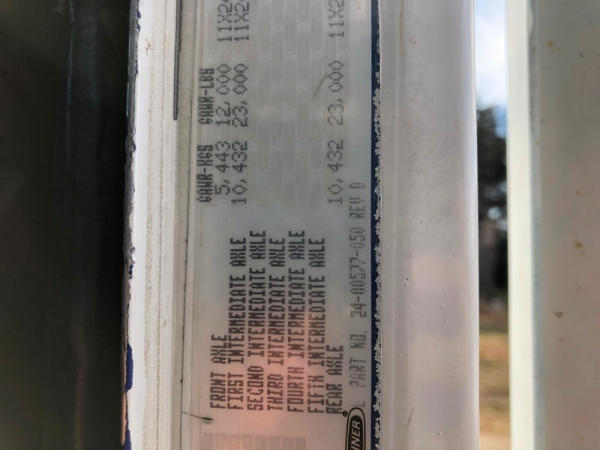 GAWR-KGS GAWR-LBS
FRONT AXLE 5,443 12,000 11X2
FIRST INTERMEDIATE AXLE 10,432 23,000 11X2
SECOND INTERMEDIATE AXLE
THIRD INTERMEDIATE AXLE
FOURTH INTERMEDIATE AXLE
FIFTH INTERMEDIATE AXLE
REAR AXLE 10,432 23,000 11X2
PART NO. 24-00577-050 REV D